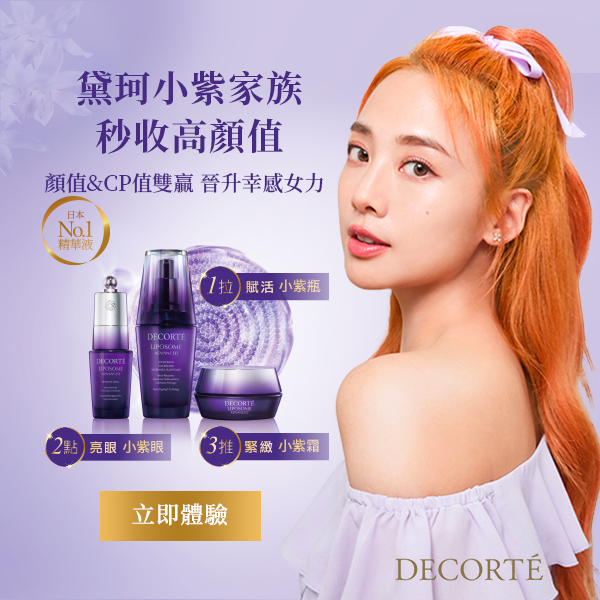 黛珂小紫家族
秒收高顏值
顏值&CP值雙贏 晉升幸感女力
日本
No.1
精華液
1拉 賦活 小紫瓶
DECORTÉ
LIPOSOME
ADVANCED
DECORTÉ
LIPOSOME
ADVANCED
DECORTÉ
LIPOSOME
ADVANCED
2點 亮眼 小紫眼
3推 緊緻 小紫霜
立即體驗
DECORTÉ